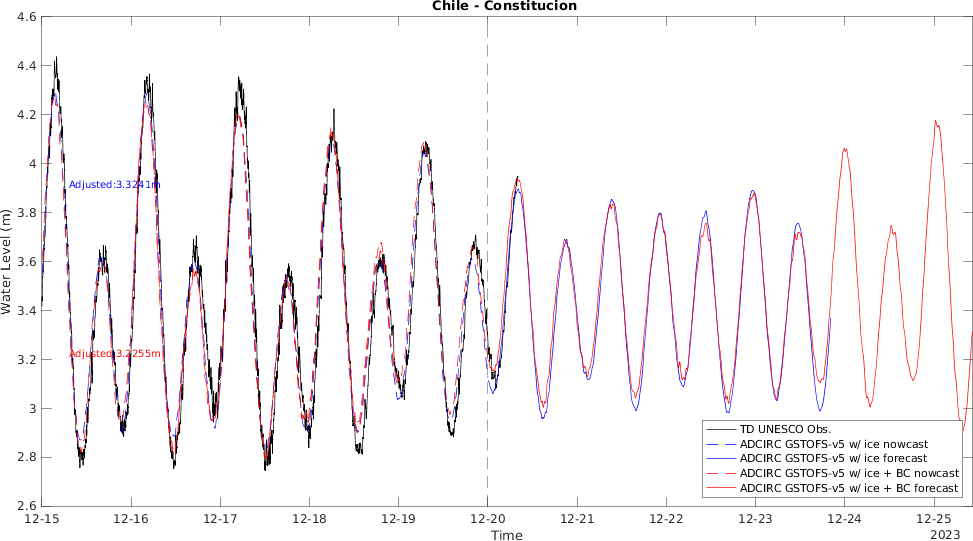 Chile - Constitucion
4.6
4.4
4.2
4
3.8
3.6
3.4
3.2
3
2.8
2.6
Water Level (m)
Adjusted:3.3241m
Adjusted:3.2255m
TD UNESCO Obs.
ADCIRC GSTOFS-v5 w/ ice nowcast
ADCIRC GSTOFS-v5 w/ ice forecast
ADCIRC GSTOFS-v5 w/ ice + BC nowcast
ADCIRC GSTOFS-v5 w/ ice + BC forecast
12-15 12-16 12-17 12-18 12-19 12-20 12-21 12-22 12-23 12-24 12-25
Time
2023